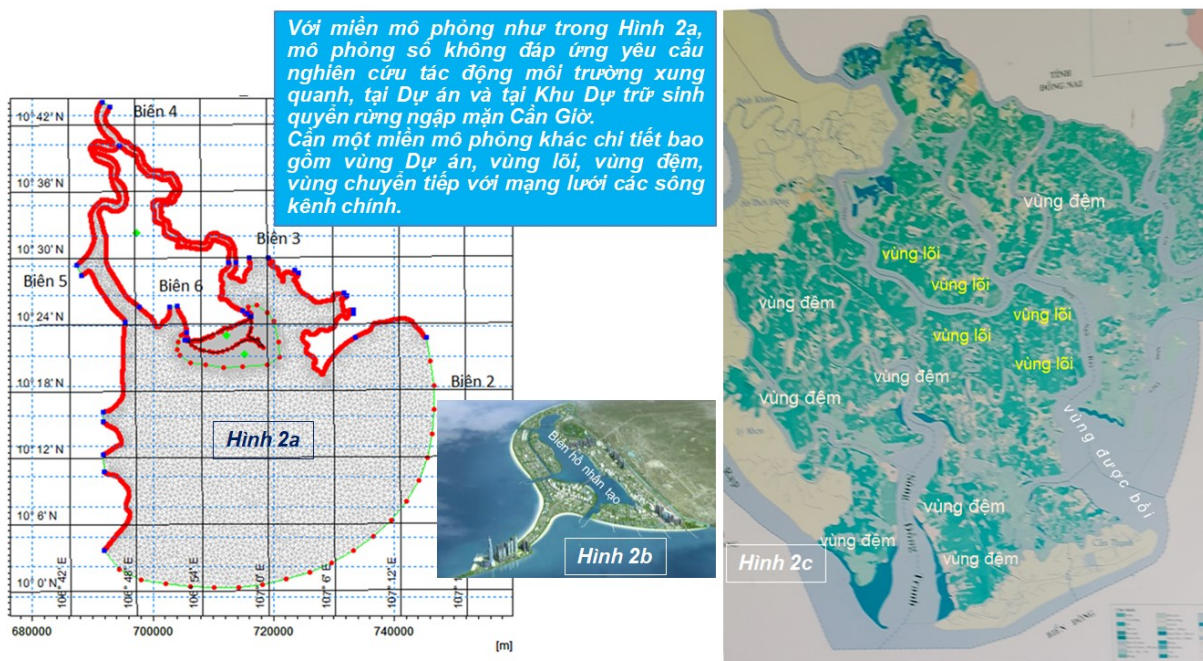 Với miền mô phỏng như trong Hình 2a,
mô phỏng số không đáp ứng yêu cầu
nghiên cứu tác động môi trường xung
quanh, tại Dự án và tại Khu Dự trữ sinh
quyển rừng ngập mặn Cần Giờ.
Cần một miền mô phỏng khác chi tiết bao
gồm vùng Dự án, vùng lõi, vùng đệm,
vùng chuyển tiếp với mạng lưới các sông
kênh chính.
10° 42' N
10° 36' N
10° 30' N
10° 24' N
10° 18' N
10° 12' N
10° 6' N
10° 0' N
Biên 4
Biên 3
Biên 5
Biên 6
Biên 2
Hình 2a
106° 42' E
106° 48' E
106° 54' E
107° 0' E
107° 6' E
107° 12' E
680000
700000
720000
740000
[m]
Biển hồ nhân tạo
Hình 2b
TỈNH
ĐỒNG NAI
vùng đệm
vùng lõi
vùng lõi
vùng đệm
vùng lõi
vùng lõi
vùng lõi
vùng đệm
vùng đệm
vùng được bồi
vùng đệm
vùng đệm
vùng đệm
Cần Thạnh
BIỂN ĐÔNG
Hình 2c